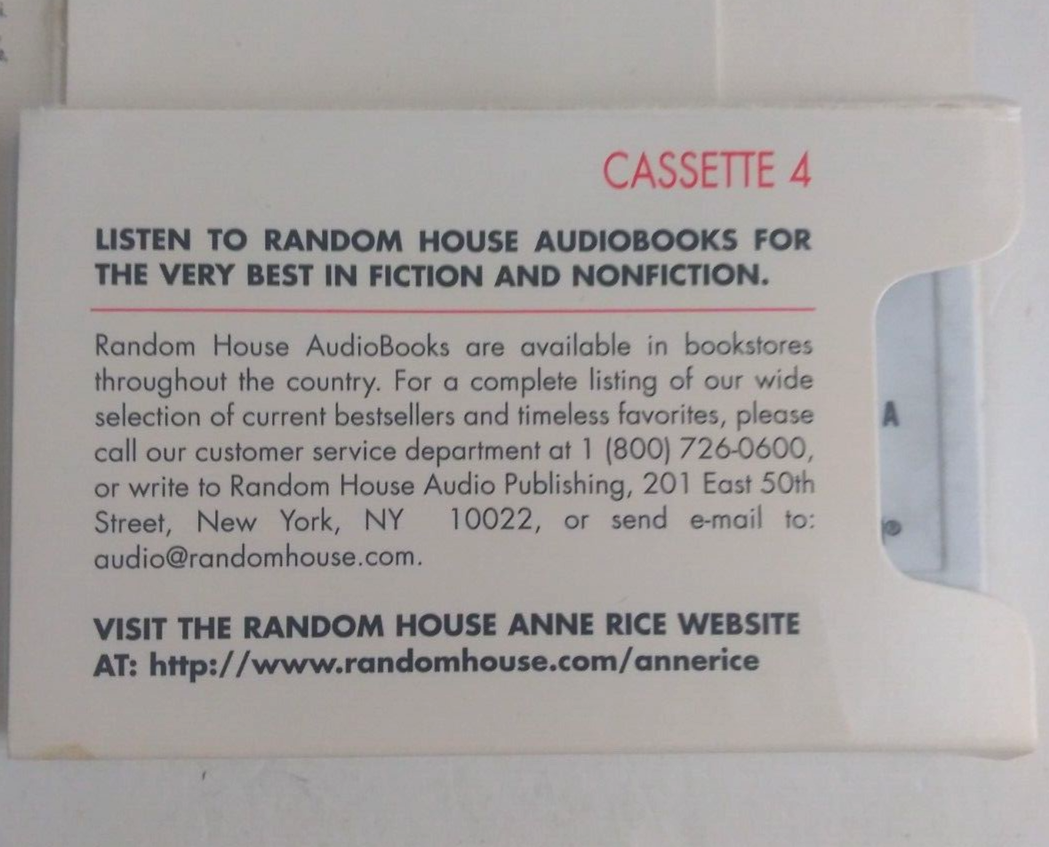 CASSETTE 4
LISTEN TO RANDOM HOUSE AUDIOBOOKS FOR
THE VERY BEST IN FICTION AND NONFICTION.
Random House AudioBooks are available in bookstores
throughout the country. For a complete listing of our wide
selection of current bestsellers and timeless favorites, please
call our customer service department at 1 (800) 726-0600,
or write to Random House Audio Publishing, 201 East 50th
Street, New York, NY 10022, or send e-mail to:
audio@randomhouse.com.
VISIT THE RANDOM HOUSE ANNE RICE WEBSITE
AT: http://www.randomhouse.com/annerice
A